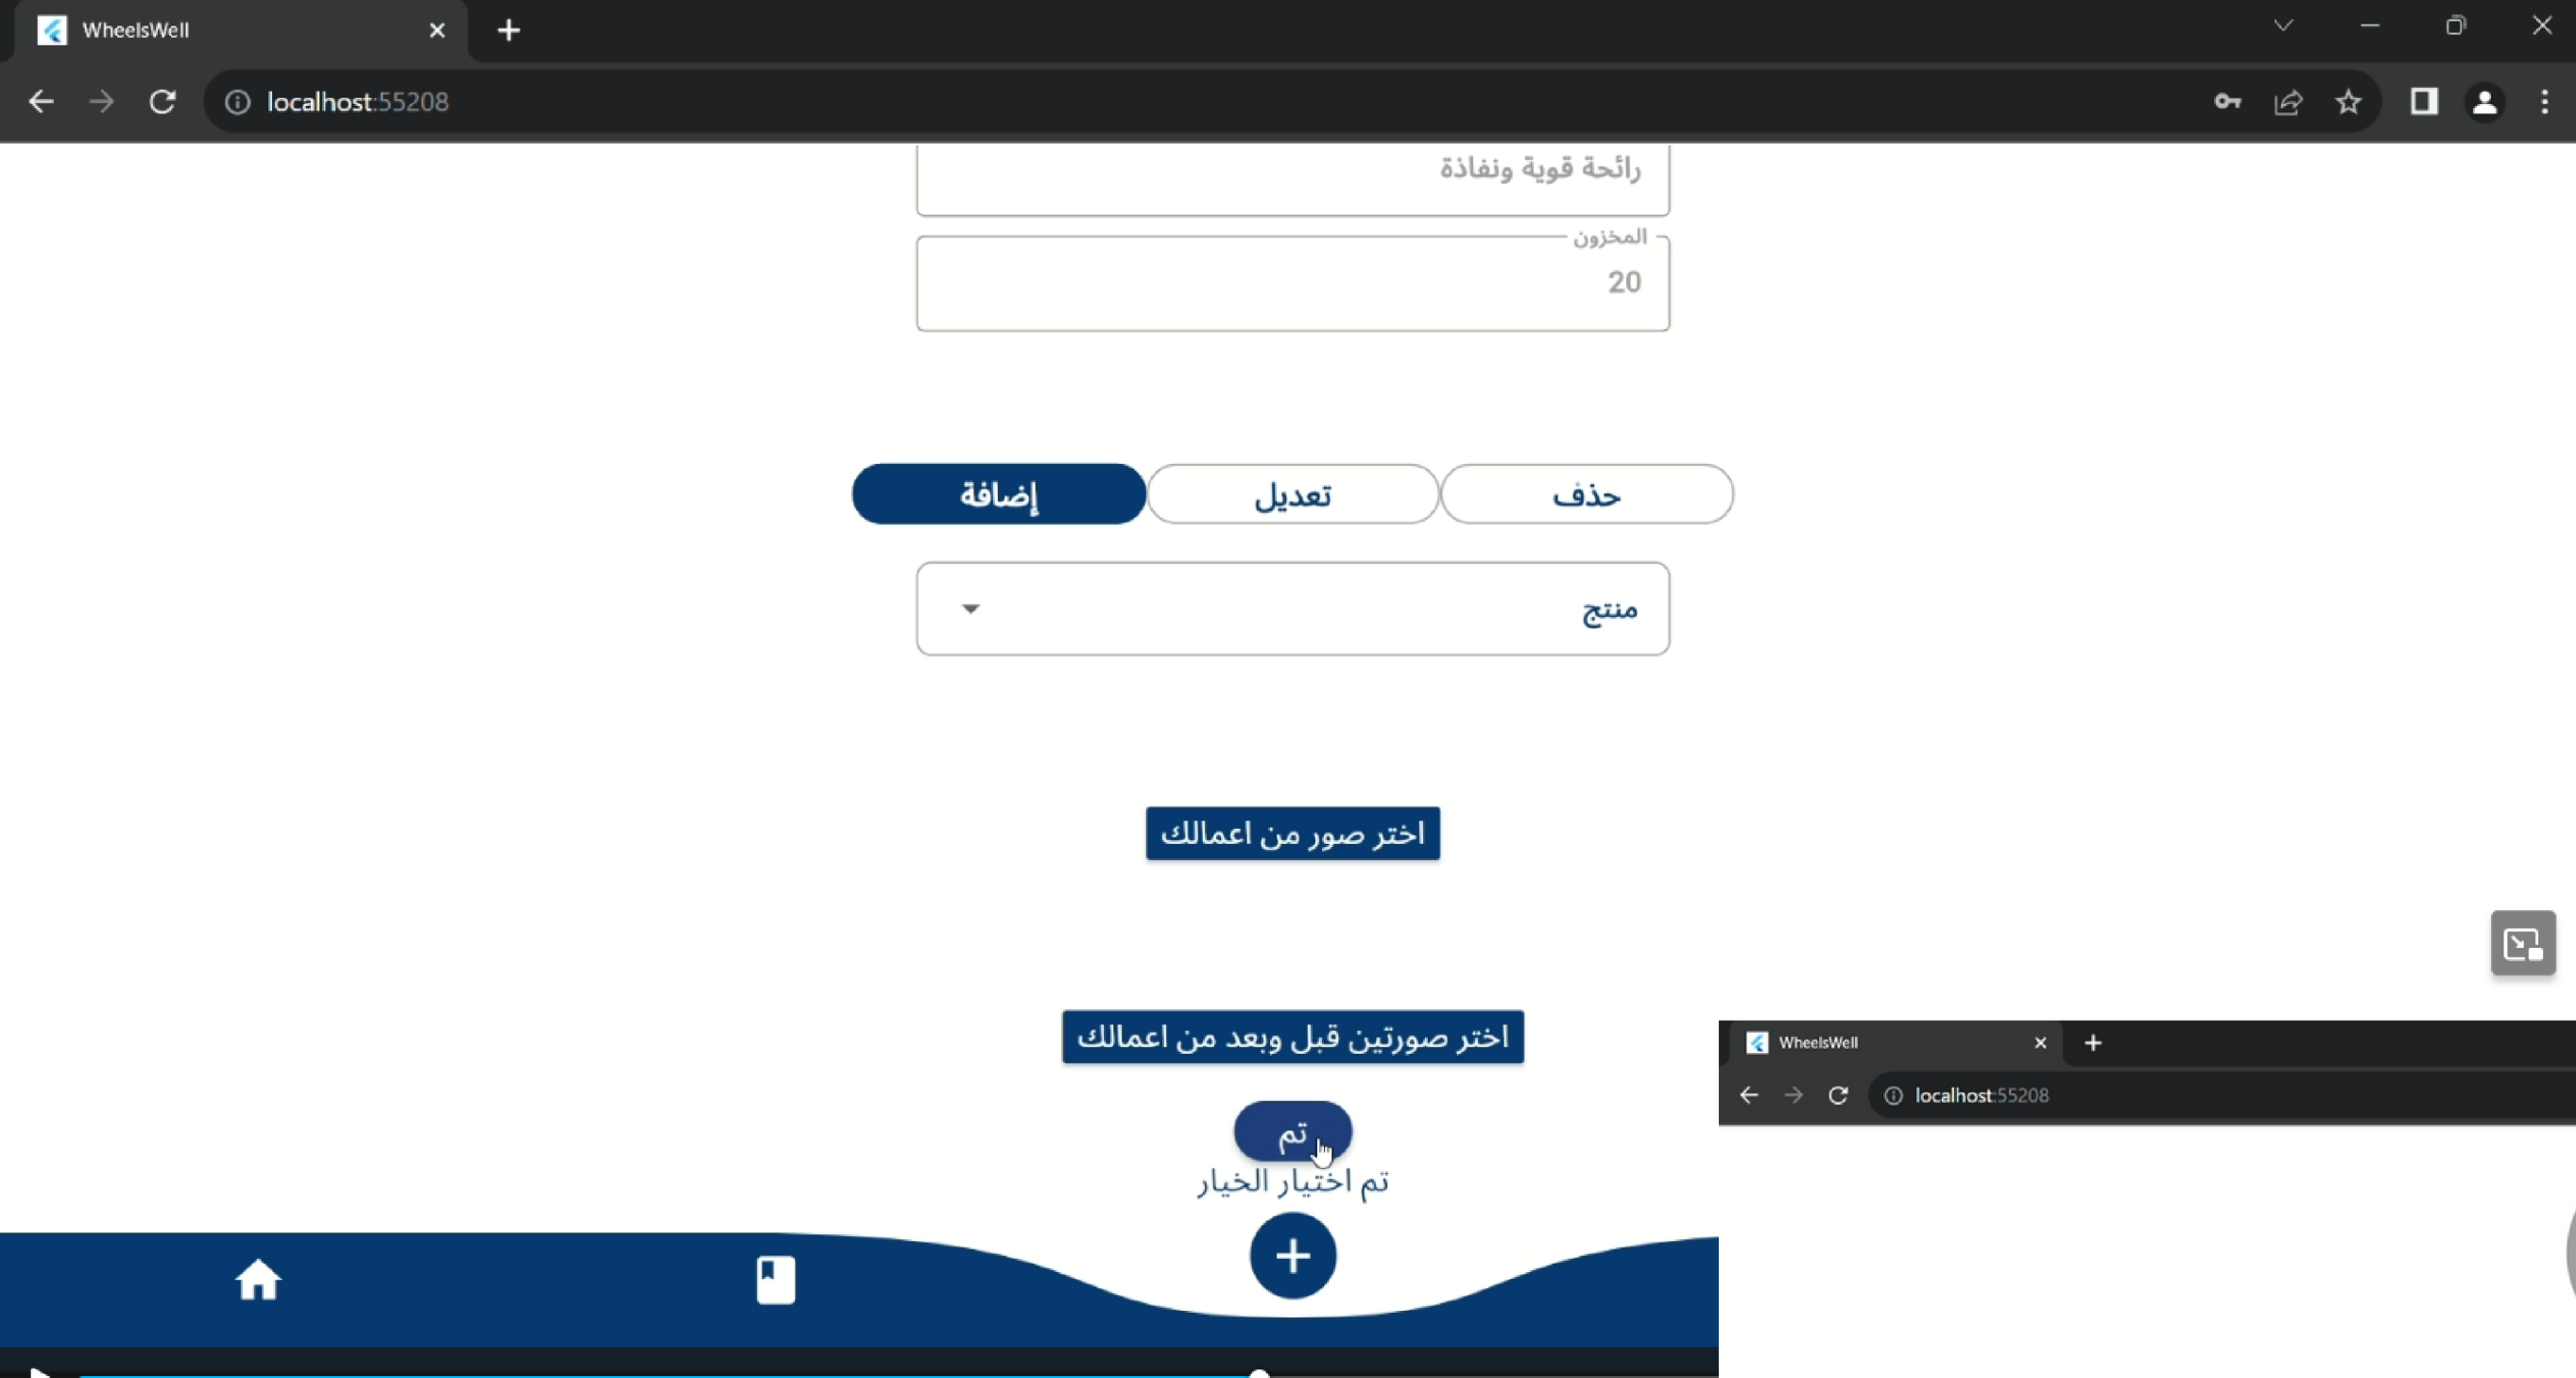 WheelsWell
localhost:55208
رائحة قوية ونفاذة
المخزون
20
حذف تعديل إضافة
منتج
اختر صور من اعمالك
اختر صورتين قبل وبعد من اعمالك
تم
تم اختيار الخيار
WheelsWell
localhost:55208